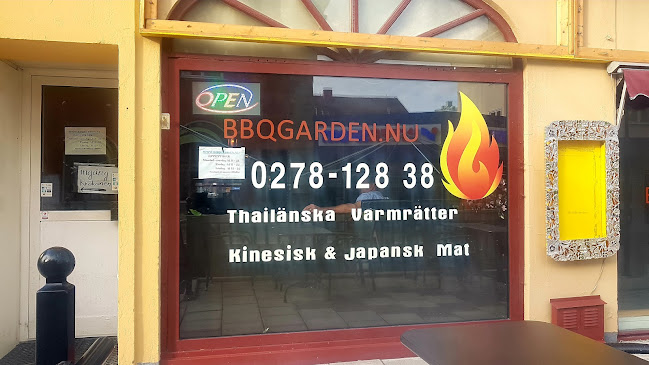 OPEN
BBQGARDEN.NU
0278-128 38
Thailänska Varmrätter
Kinesisk & Japansk Mat